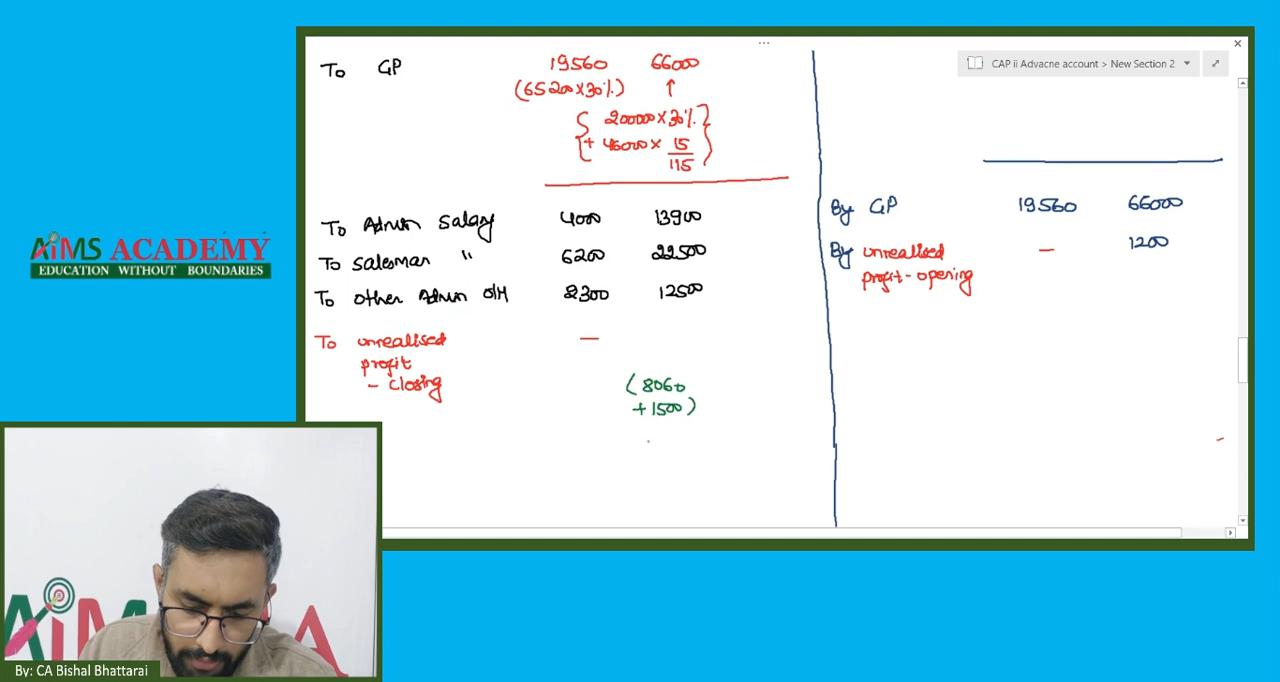 CAP ii Advacne account > New Section 2
To GP 19560 66000
(65200 x 30%.) ↑
{ 200000 x 30%.
+ 46000 x 15/115 }
To Admin salary 4000 13900
To salesman " 6200 22500
To other Admin O/H 2300 12500
To unrealised —
profit
- closing
(8060
+ 1500)
By GP 19560 66000
By unrealised — 1200
profit - opening
AiMS ACADEMY
EDUCATION WITHOUT BOUNDARIES
AiM A
By: CA Bishal Bhattarai